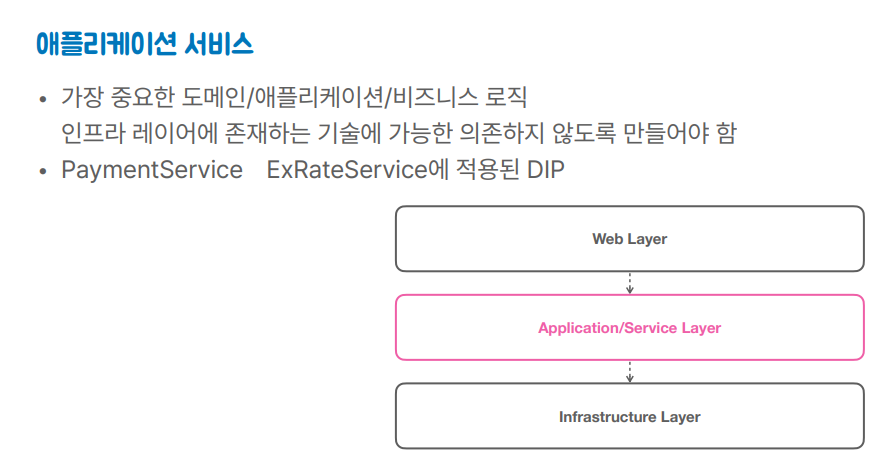 애플리케이션 서비스
• 가장 중요한 도메인/애플리케이션/비즈니스 로직
인프라 레이어에 존재하는 기술에 가능한 의존하지 않도록 만들어야 함
• PaymentService ExRateService에 적용된 DIP
Web Layer
Application/Service Layer
Infrastructure Layer